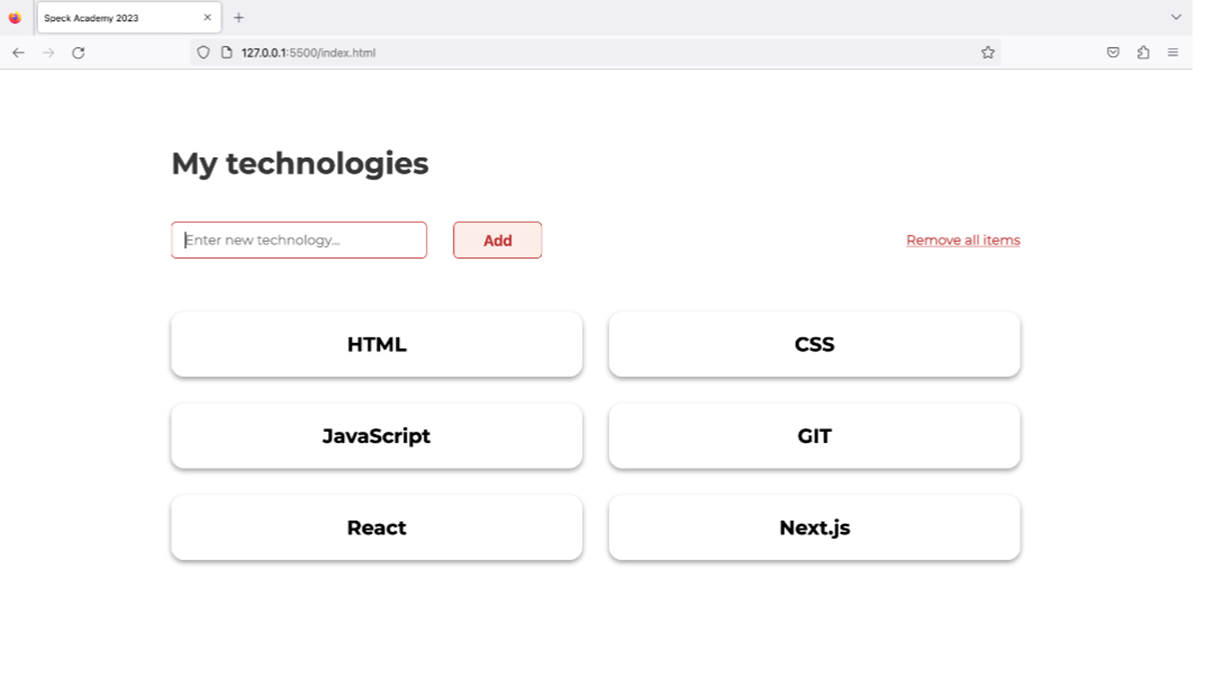 Speck Academy 2023
127.0.0.1:5500/index.html
My technologies
Enter new technology...
Add
Remove all items
HTML
CSS
JavaScript
GIT
React
Next.js